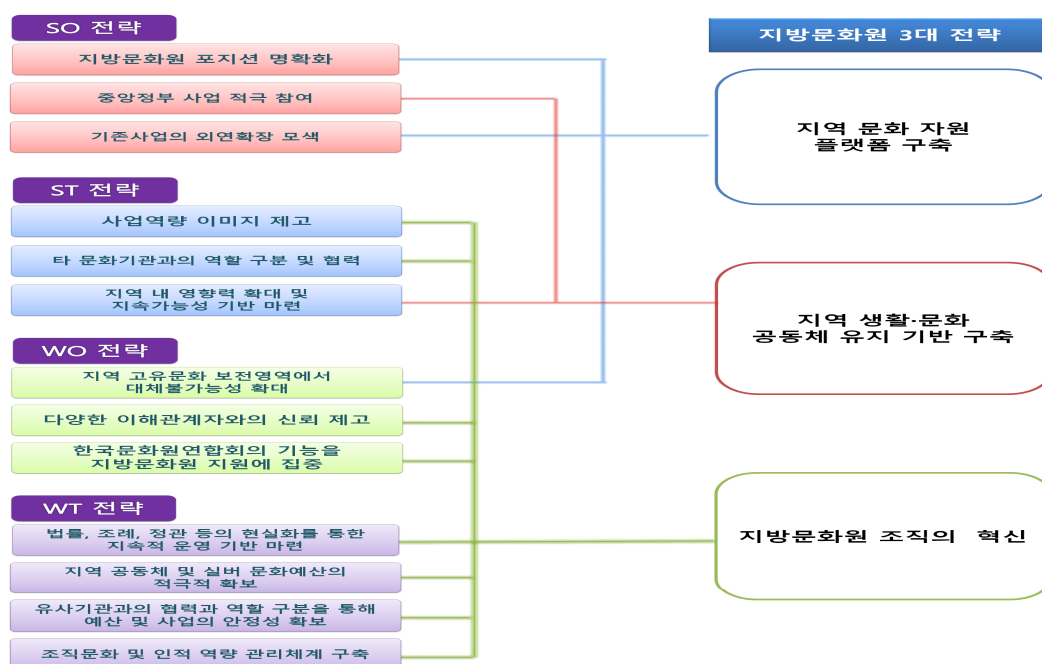 SO 전략
지방문화원 포지션 명확화
중앙정부 사업 적극 참여
기존사업의 외연확장 모색
ST 전략
사업역량 이미지 제고
타 문화기관과의 역할 구분 및 협력
지역 내 영향력 확대 및
지속가능성 기반 마련
WO 전략
지역 고유문화 보전영역에서
대체불가능성 확대
다양한 이해관계자와의 신뢰 제고
한국문화원연합회의 기능을
지방문화원 지원에 집중
WT 전략
법률, 조례, 정관 등의 현실화를 통한
지속적 운영 기반 마련
지역 공동체 및 실버 문화예산의
적극적 확보
유사기관과의 협력과 역할 구분을 통해
예산 및 사업의 안정성 확보
조직문화 및 인적 역량 관리체계 구축
지방문화원 3대 전략
지역 문화 자원
플랫폼 구축
지역 생활·문화
공동체 유지 기반 구축
지방문화원 조직의 혁신